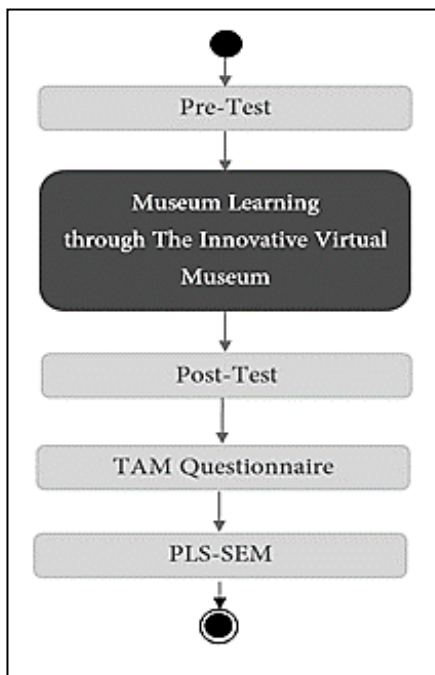 Pre-Test
Museum Learning
through The Innovative Virtual
Museum
Post-Test
TAM Questionnaire
PLS-SEM